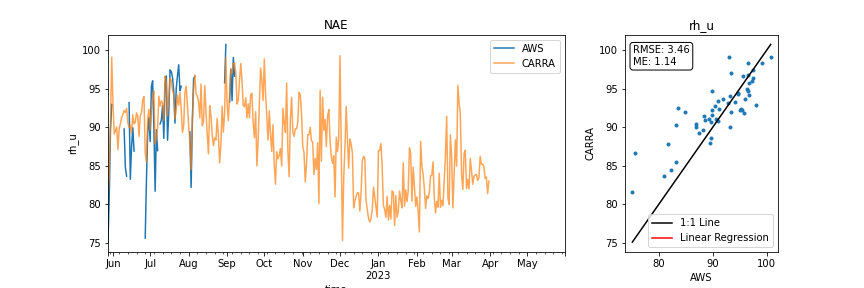 NAE
rh_u
100
95
90
85
80
75
rh_u
AWS
CARRA
Jun
Jul
Aug
Sep
Oct
Nov
Dec
Jan
2023
Feb
Mar
Apr
May
time
100
95
90
85
80
75
CARRA
RMSE: 3.46
ME: 1.14
1:1 Line
Linear Regression
80
90
100
AWS